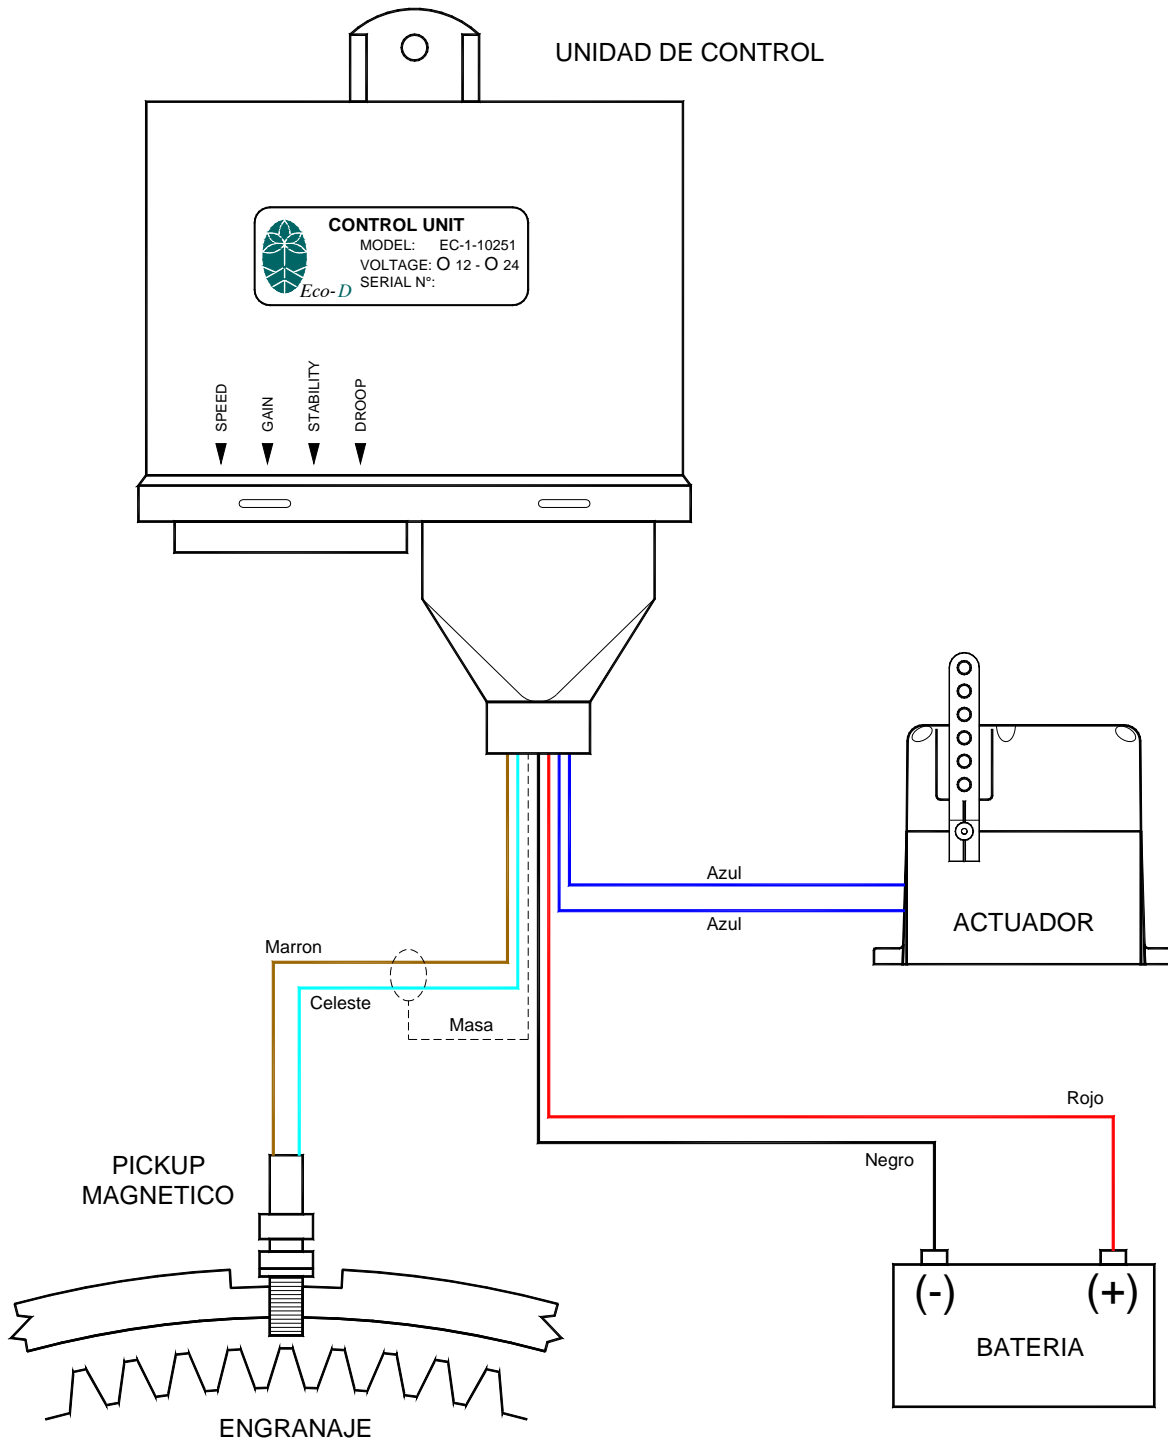 UNIDAD DE CONTROL
CONTROL UNIT
MODEL: EC-1-10251
VOLTAGE: O 12 - O 24
SERIAL N°:
Eco-D
SPEED
GAIN
STABILITY
DROOP
Azul
Azul
ACTUADOR
Marron
Celeste
Masa
Rojo
Negro
PICKUP
MAGNETICO
(-) (+)
BATERIA
ENGRANAJE